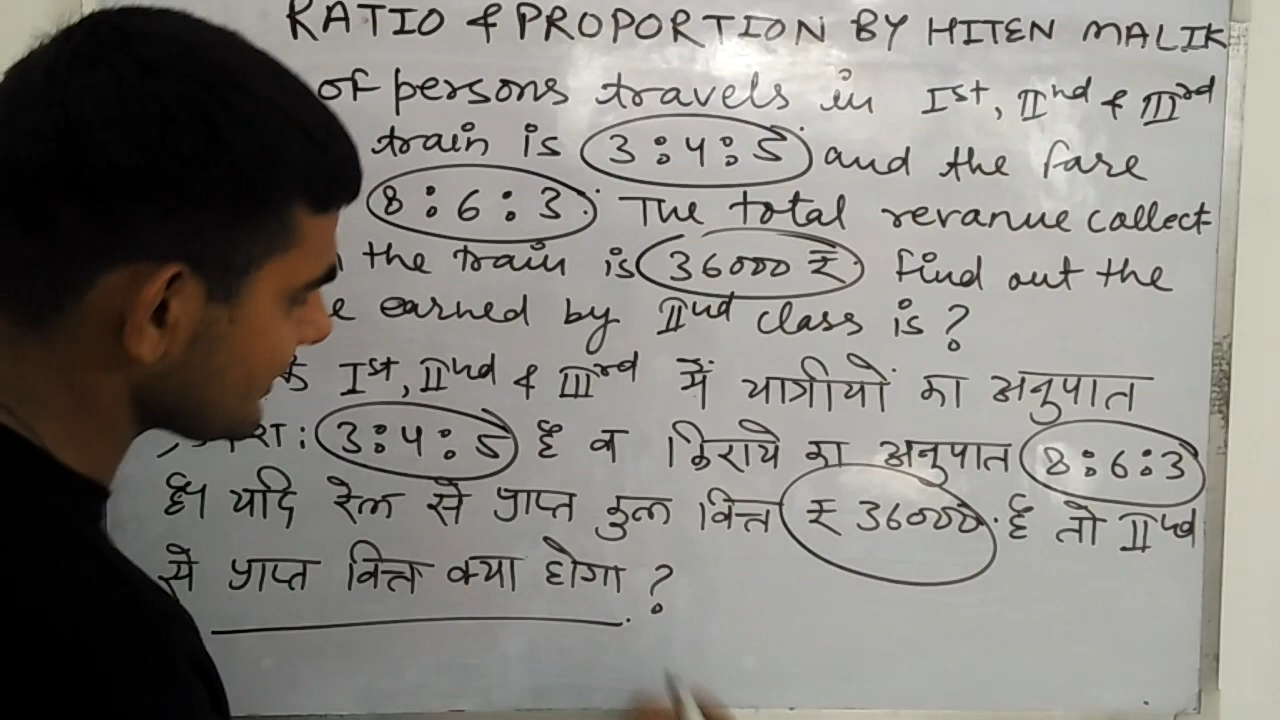 RATIO & PROPORTION BY HITEN MALIK
of persons travels in Ist, IInd & IIIrd
train is 3:4:5 and the fare
8:6:3. The total revanue collect
the train is 36000 ₹ find out the
e earned by IInd class is?
Ist, IInd & IIIrd में यात्रीयों का अनुपात
3:4:5 है व किराये का अनुपात 8:6:3
है। यदि रेल से प्राप्त कुल वित्त ₹ 36000 है तो IInd
से प्राप्त वित्त क्या होगा ?